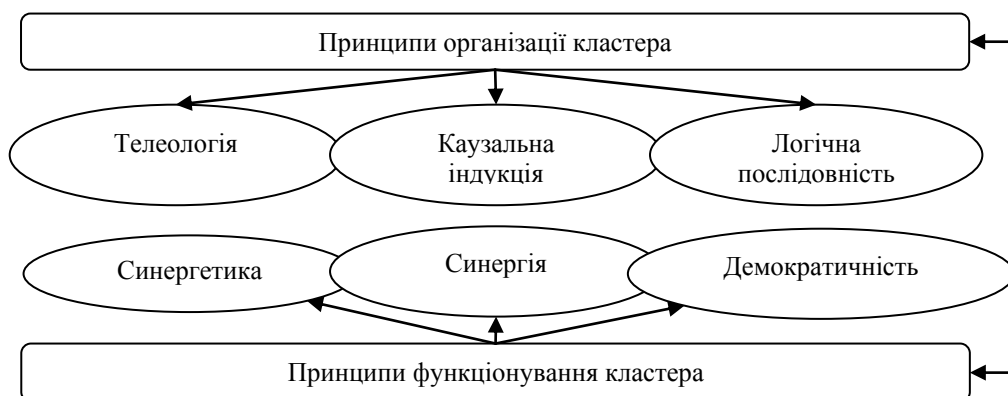 Принципи організації кластера
Телеологія
Каузальна
індукція
Логічна
послідовність
Синергетика
Синергія
Демократичність
Принципи функціонування кластера